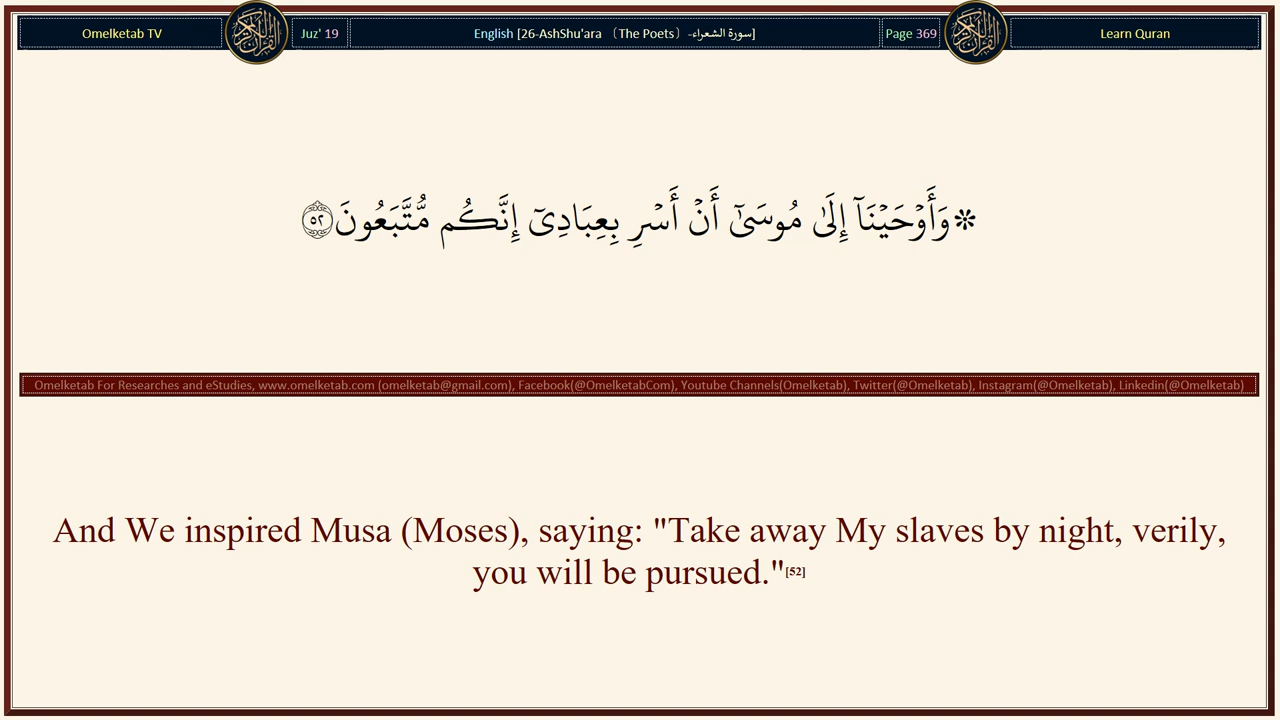 Omelketab TV
Juz' 19
English [26-AshShu'ara （The Poets）-سورة الشعراء]
Page 369
Learn Quran
۞وَأَوۡحَيۡنَآ إِلَىٰ مُوسَىٰٓ أَنۡ أَسۡرِ بِعِبَادِيٓ إِنَّكُم مُّتَّبَعُونَ ٥٢
Omelketab For Researches and eStudies, www.omelketab.com (omelketab@gmail.com), Facebook(@OmelketabCom), Youtube Channels(Omelketab), Twitter(@Omelketab), Instagram(@Omelketab), Linkedin(@Omelketab)
And We inspired Musa (Moses), saying: "Take away My slaves by night, verily,
you will be pursued."[52]